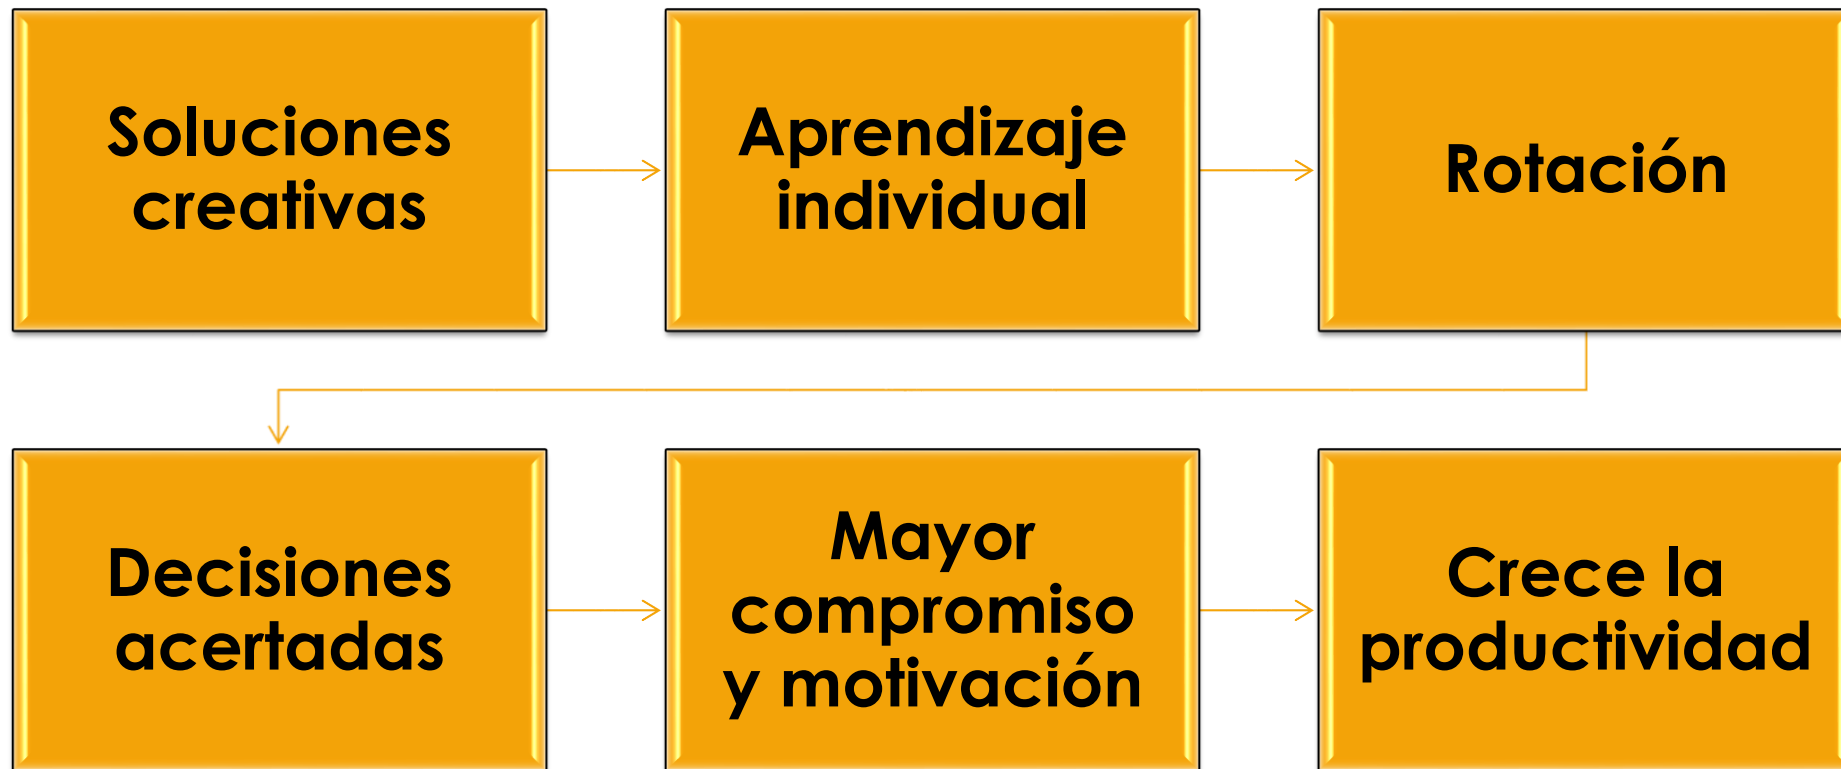 Soluciones
creativas
Aprendizaje
individual
Rotación
Decisiones
acertadas
Mayor
compromiso
y motivación
Crece la
productividad